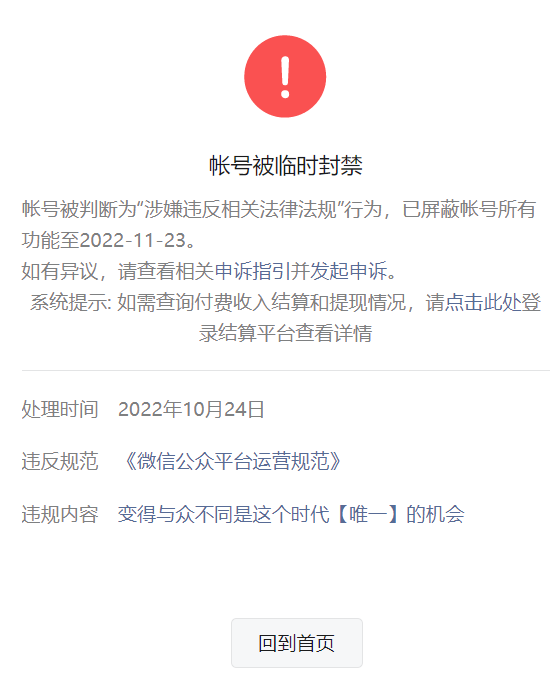 帐号被临时封禁
帐号被判断为“涉嫌违反相关法律法规”行为，已屏蔽帐号所有
功能至2022-11-23。
如有异议，请查看相关申诉指引并发起申诉。
系统提示: 如需查询付费收入结算和提现情况，请点击此处登
录结算平台查看详情
处理时间 2022年10月24日
违反规范 《微信公众平台运营规范》
违规内容 变得与众不同是这个时代【唯一】的机会
回到首页